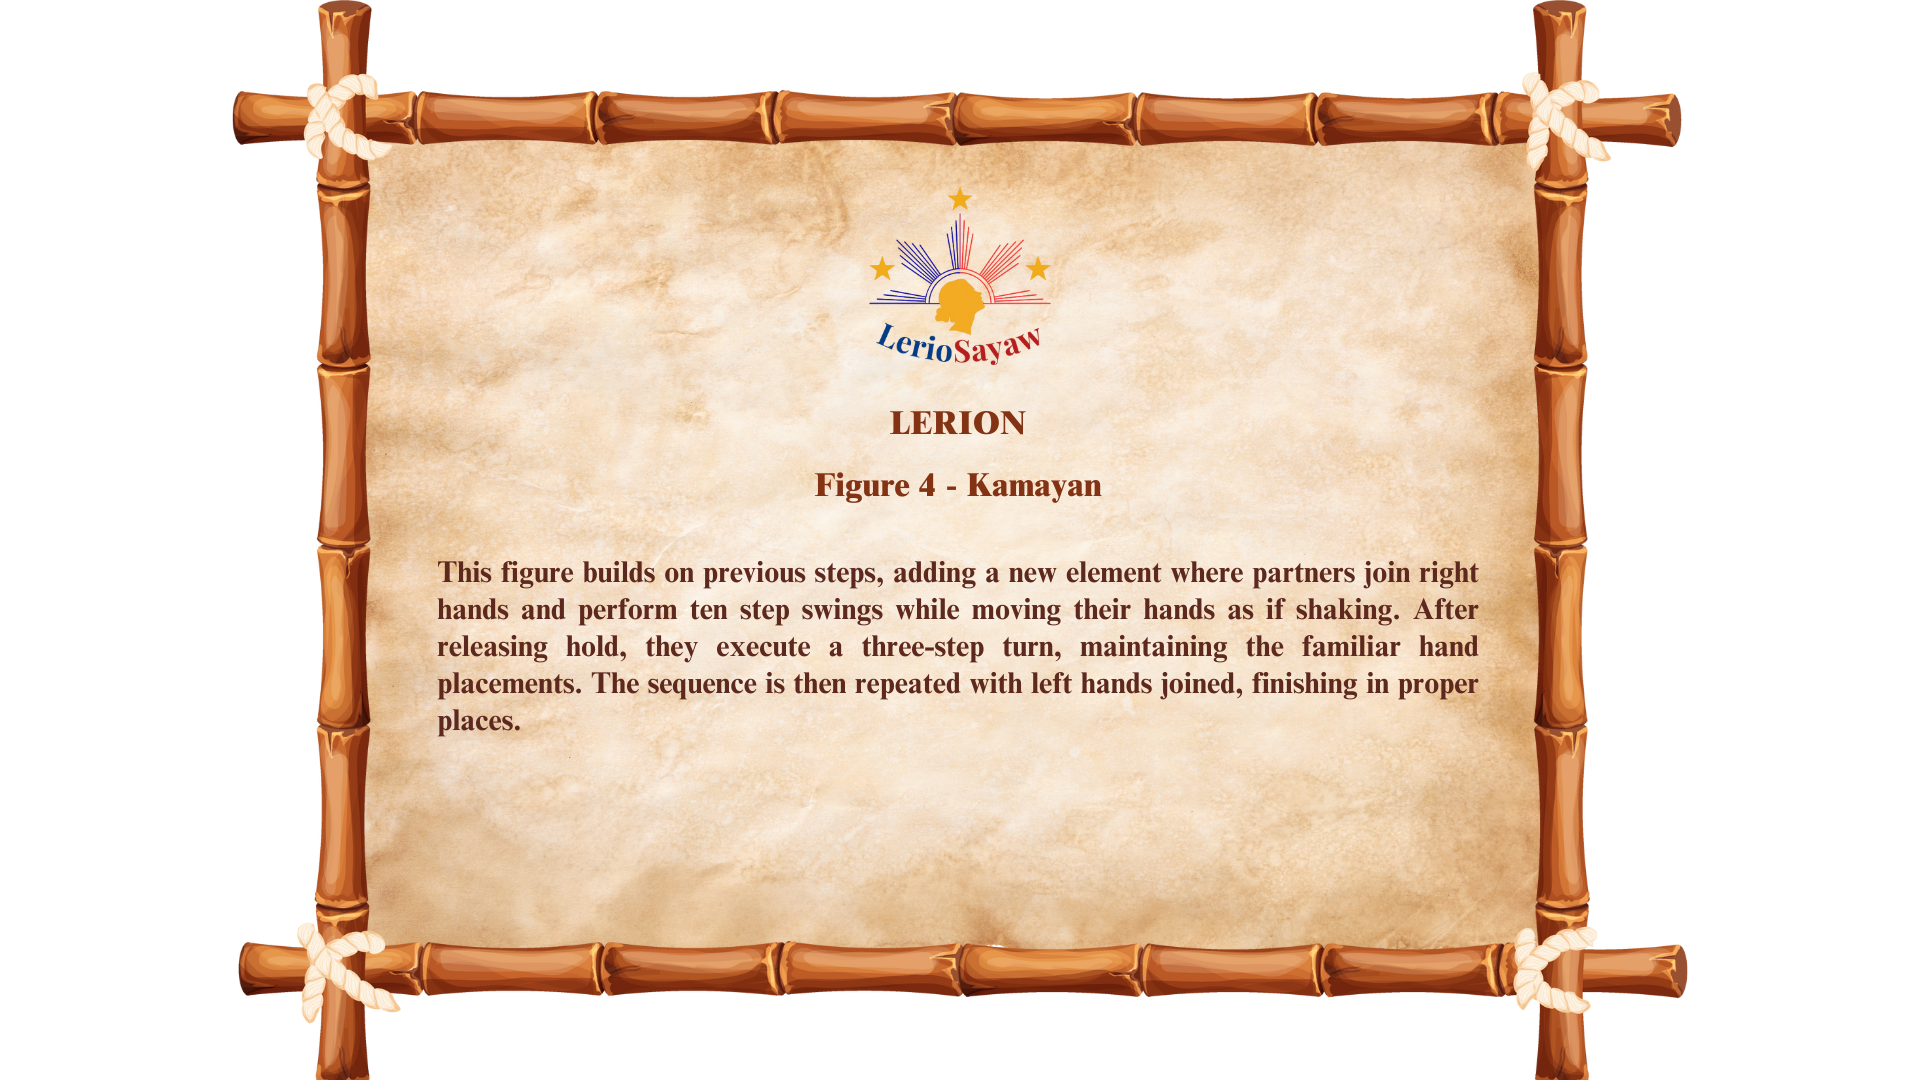 LerioSayaw
LERION
Figure 4 - Kamayan
This figure builds on previous steps, adding a new element where partners join right
hands and perform ten step swings while moving their hands as if shaking. After
releasing hold, they execute a three-step turn, maintaining the familiar hand
placements. The sequence is then repeated with left hands joined, finishing in proper
places.